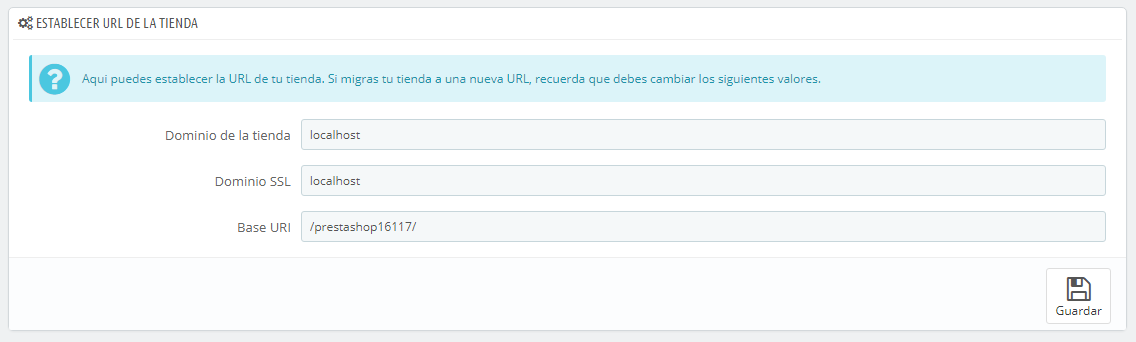 ESTABLECER URL DE LA TIENDA
Aqui puedes establecer la URL de tu tienda. Si migras tu tienda a una nueva URL, recuerda que debes cambiar los siguientes valores.
Dominio de la tienda localhost
Dominio SSL localhost
Base URI /prestashop16117/
Guardar